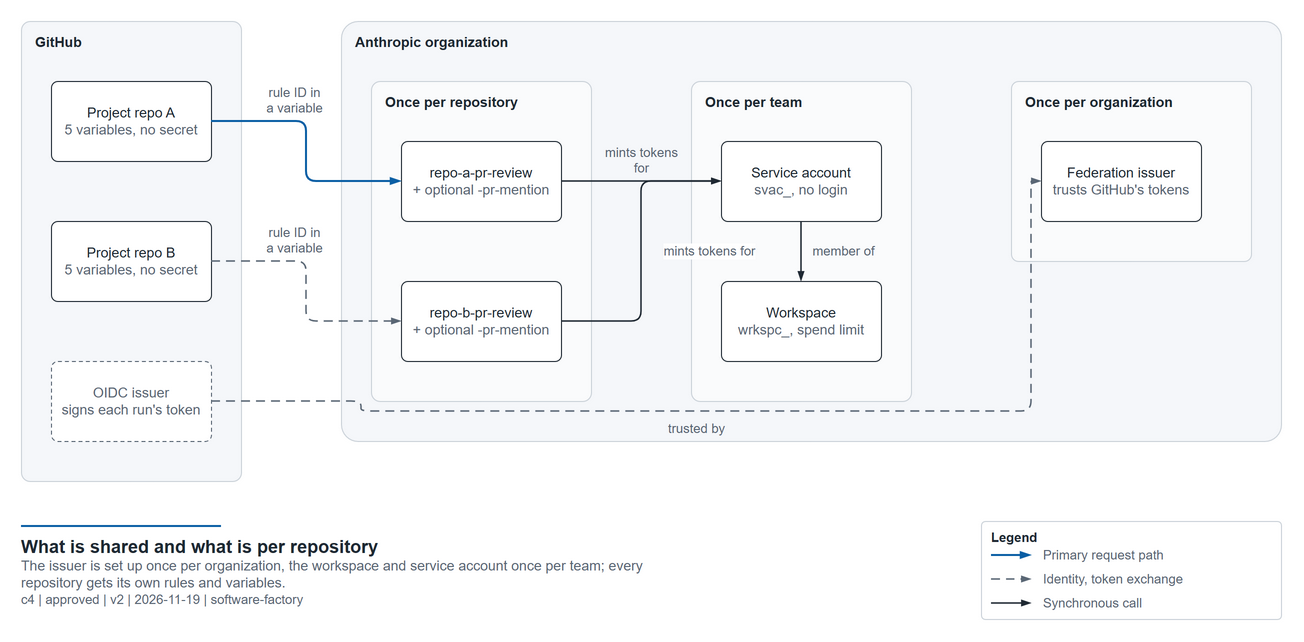 GitHub
Project repo A
5 variables, no secret
Project repo B
5 variables, no secret
OIDC issuer
signs each run's token
rule ID in
a variable
rule ID in
a variable
Anthropic organization
Once per repository
repo-a-pr-review
+ optional -pr-mention
repo-b-pr-review
+ optional -pr-mention
mints tokens
for
mints tokens for
Once per team
Service account
svac_, no login
member of
Workspace
wrkspc_, spend limit
Once per organization
Federation issuer
trusts GitHub's tokens
trusted by
What is shared and what is per repository
The issuer is set up once per organization, the workspace and service account once per team; every
repository gets its own rules and variables.
c4 | approved | v2 | 2026-11-19 | software-factory
Legend
Primary request path
Identity, token exchange
Synchronous call